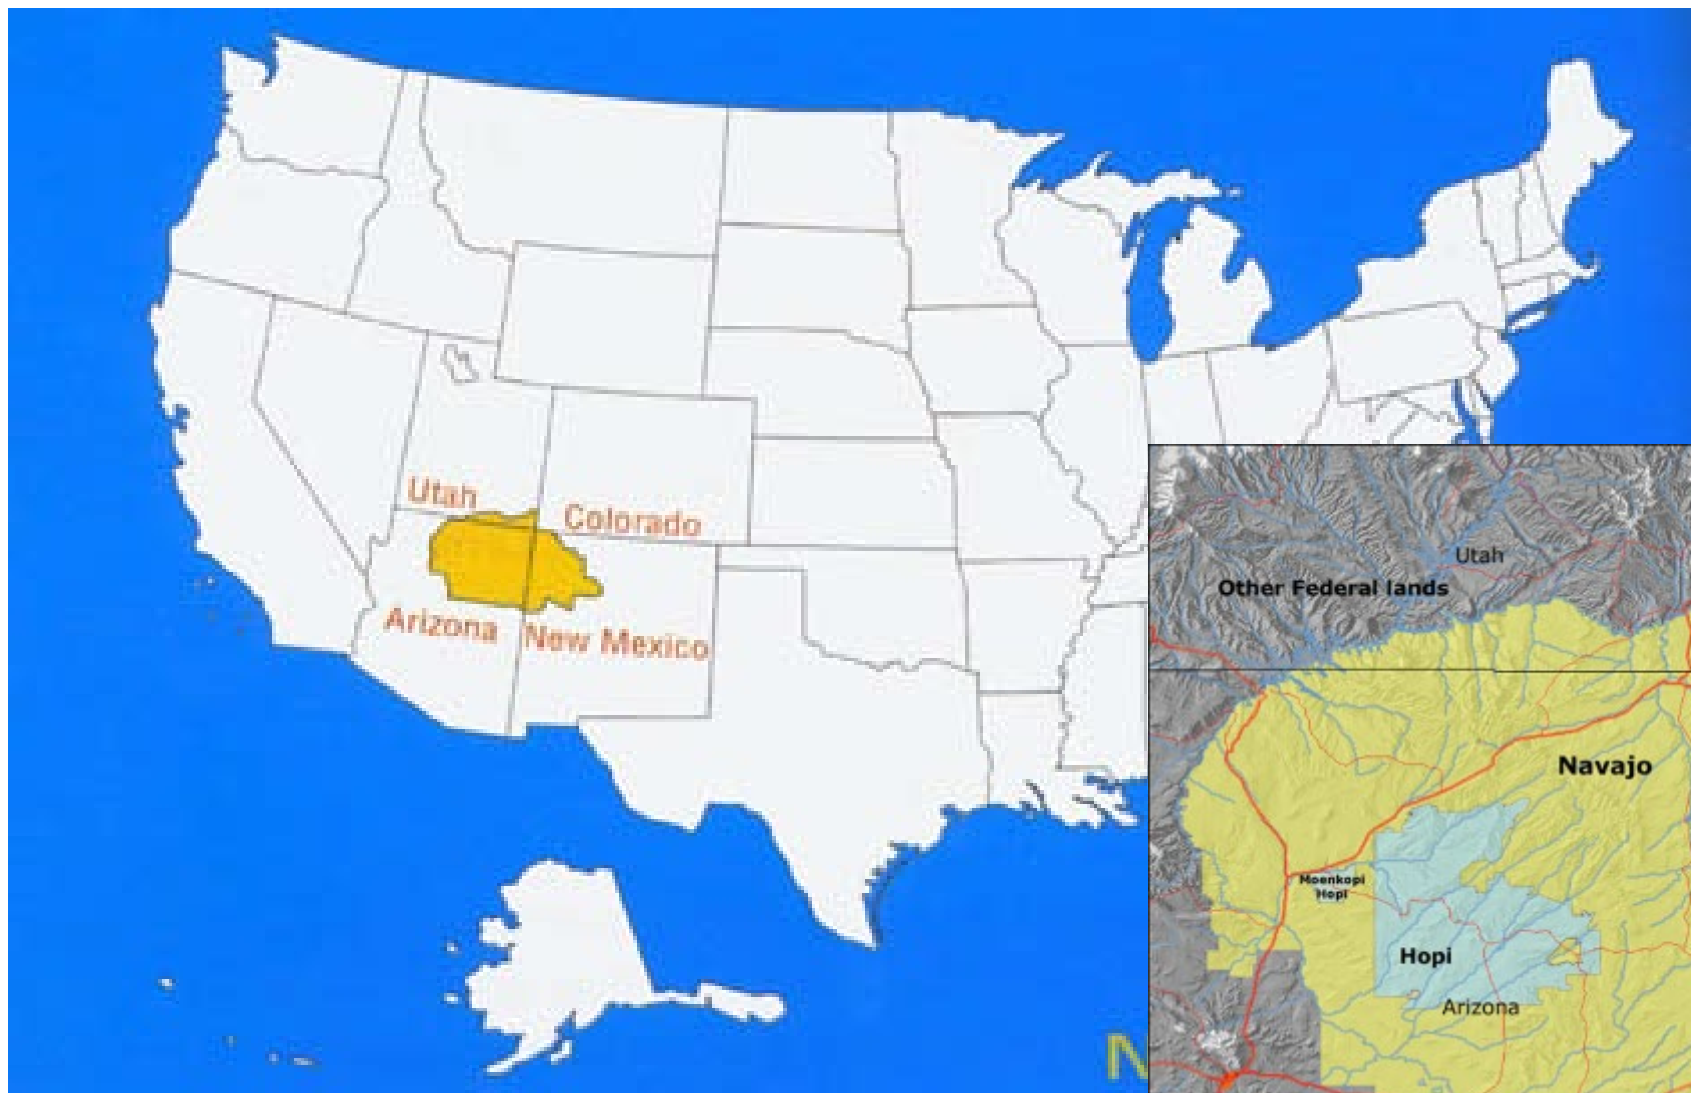 Utah
Colorado
Arizona
New Mexico
N
Utah
Other Federal lands
Navajo
Moenkopi
Hopi
Hopi
Arizona